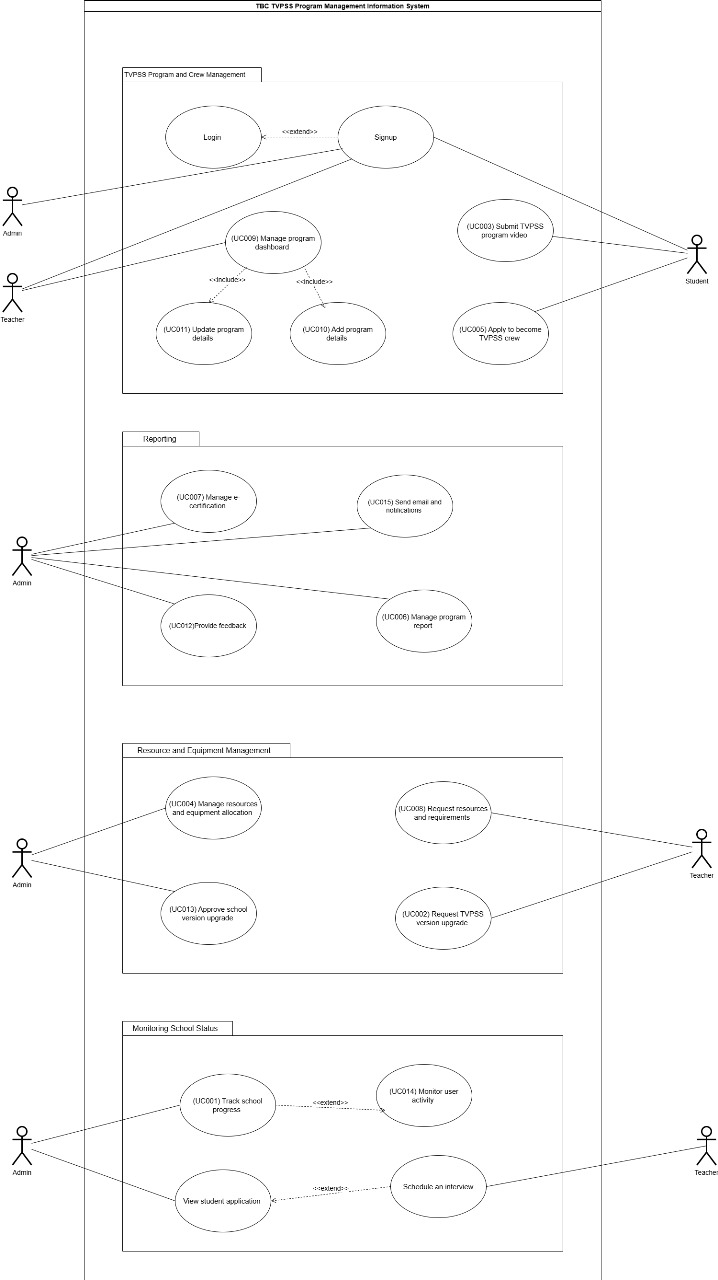 TBC TVPSS Program Management Information System
TVPSS Program and Crew Management
Login
<<extend>>
Signup
Admin
(UC009) Manage program
dashboard
(UC003) Submit TVPSS
program video
Student
Teacher
<<include>>
<<include>>
(UC011) Update program
details
(UC010) Add program
details
(UC005) Apply to become
TVPSS crew
Reporting
(UC007) Manage e-
certification
(UC015) Send email and
notifications
Admin
(UC012)Provide feedback
(UC006) Manage program
report
Resource and Equipment Management
(UC004) Manage resources
and equipment allocation
(UC008) Request resources
and requirements
Admin
Teacher
(UC013) Approve school
version upgrade
(UC002) Request TVPSS
version upgrade
Monitoring School Status
(UC001) Track school
progress
<<extend>>
(UC014) Monitor user
activity
Admin
Teacher
View student application
<<extend>>
Schedule an interview